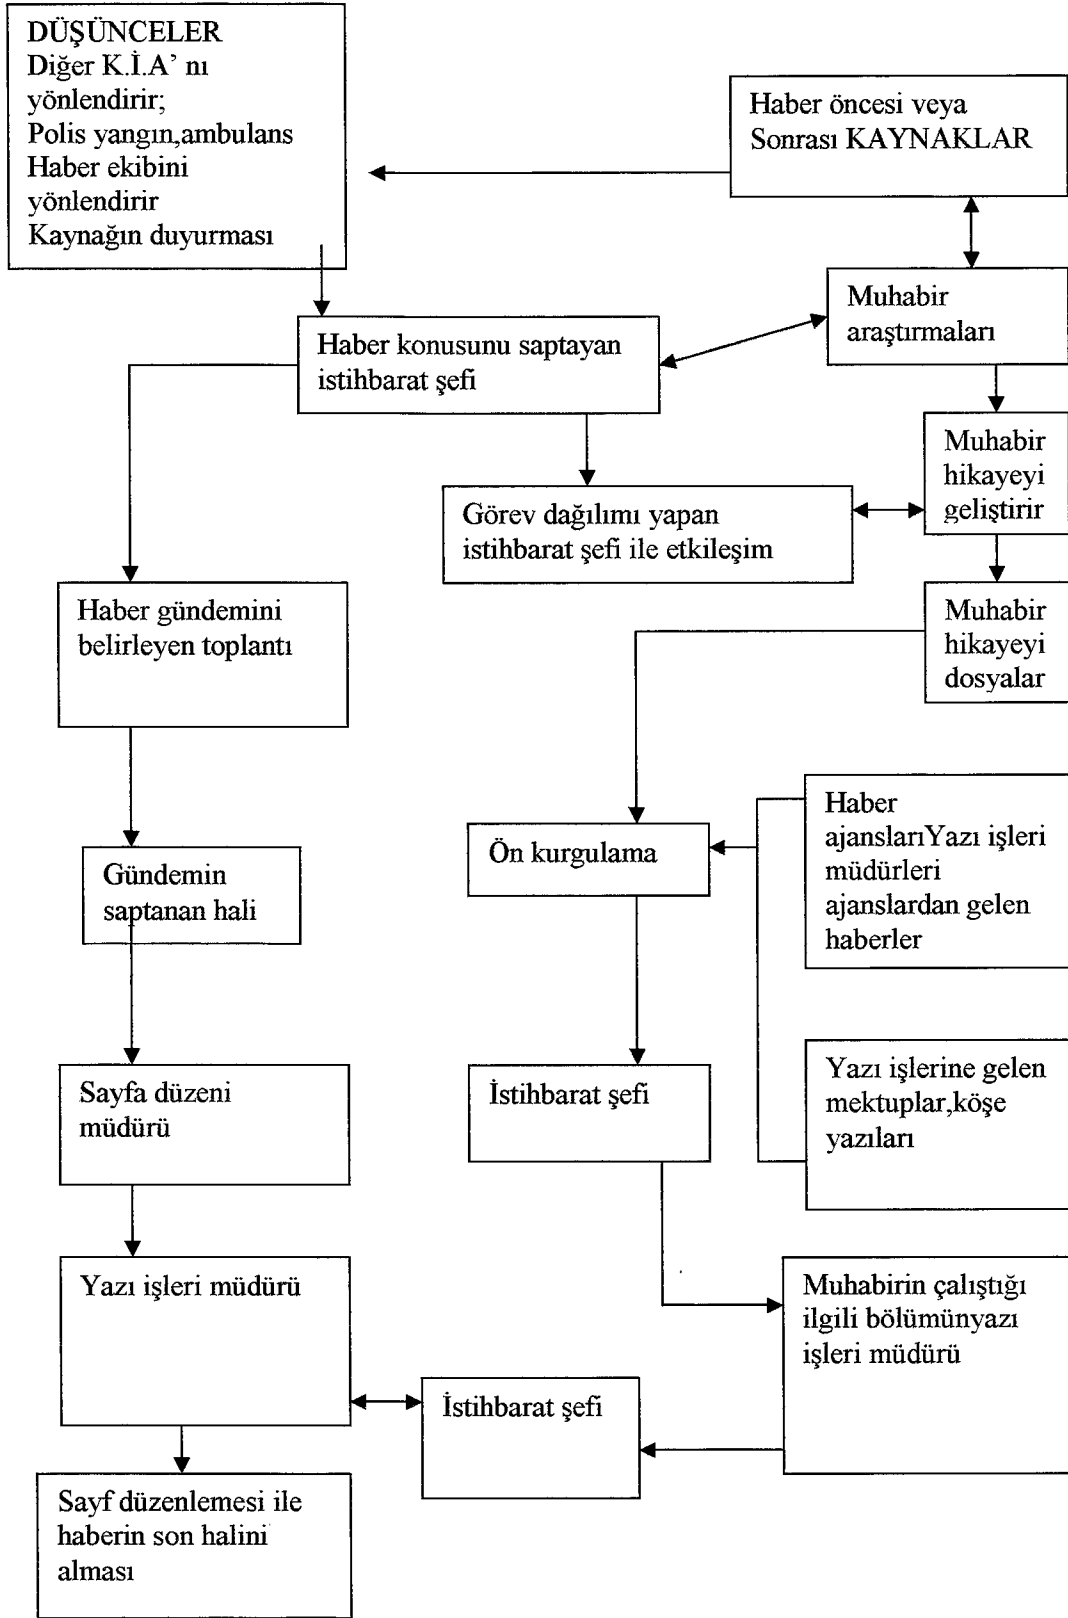 DÜŞÜNCELER
Diğer K.İ.A’ nı
yönlendirir;
Polis yangın,ambulans
Haber ekibini
yönlendirir
Kaynağın duyurması
Haber öncesi veya
Sonrası KAYNAKLAR
Muhabir
araştırmaları
Haber konusunu saptayan
istihbarat şefi
Muhabir
hikayeyi
geliştirir
Görev dağılımı yapan
istihbarat şefi ile etkileşim
Haber gündemini
belirleyen toplantı
Muhabir
hikayeyi
dosyalar
Haber
ajanslarıYazı işleri
müdürleri
ajanslardan gelen
haberler
Ön kurgulama
Gündemin
saptanan hali
Yazı işlerine gelen
mektuplar,köşe
yazıları
Sayfa düzeni
müdürü
İstihbarat şefi
Yazı işleri müdürü
Muhabirin çalıştığı
ilgili bölümünyazı
işleri müdürü
İstihbarat şefi
Sayf düzenlemesi ile
haberin son halini
alması